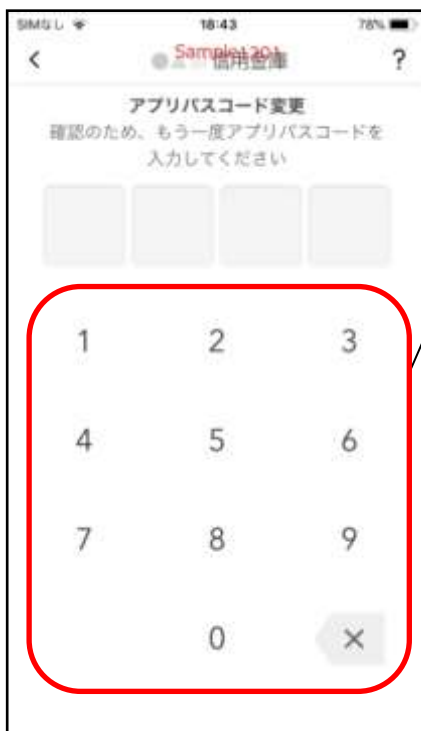 SIMなし 18:43 78%
< Sample1201 信用金庫 ?
アプリパスコード変更
確認のため、もう一度アプリパスコードを
入力してください
1 2 3
4 5 6
7 8 9
0 ×